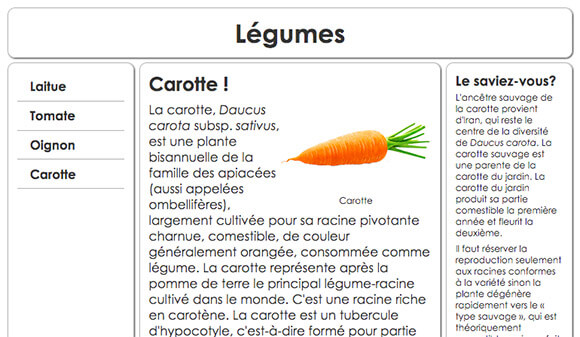 Légumes
Laitue
Tomate
Oignon
Carotte
Carotte !
La carotte, Daucus
carota subsp. sativus,
est une plante
bisannuelle de la
famille des apiacées
(aussi appelées
ombellifères),
largement cultivée pour sa racine pivotante
charnue, comestible, de couleur
généralement orangée, consommée comme
légume. La carotte représente après la
pomme de terre le principal légume-racine
cultivé dans le monde. C'est une racine riche
en carotène. La carotte est un tubercule
d'hypocotyle, c'est-à-dire formé pour partie
Carotte
Le saviez-vous?
L'ancêtre sauvage de
la carotte provient
d'Iran, qui reste le
centre de la diversité
de Daucus carota. La
carotte sauvage est
une parente de la
carotte du jardin. La
carotte du jardin
produit sa partie
comestible la première
année et fleurit la
deuxième.
Il faut réserver la
reproduction seulement
aux racines conformes
à la variété sinon la
plante dégénère
rapidement vers le «
type sauvage », qui est
théoriquement